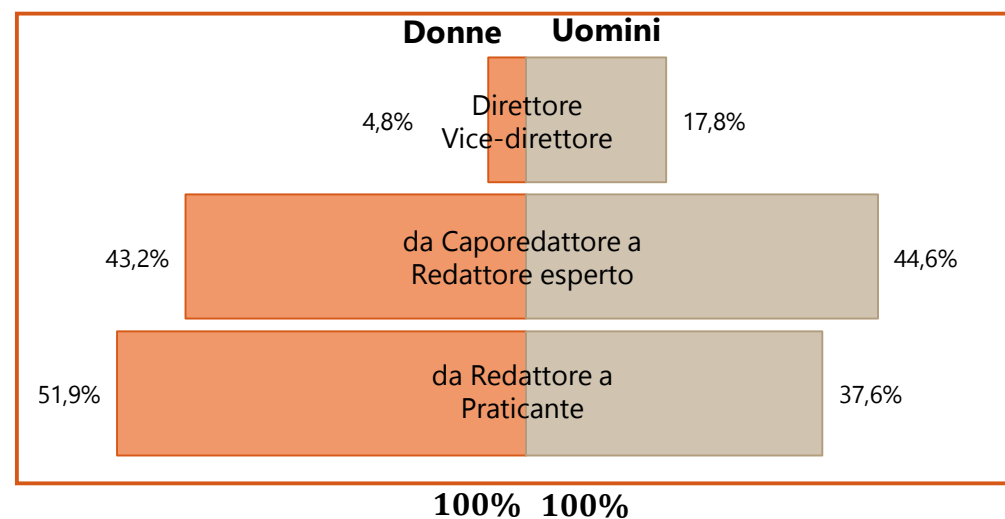 Donne Uomini
4,8%
Direttore
Vice-direttore
17,8%
43,2%
da Caporedattore a
Redattore esperto
44,6%
51,9%
da Redattore a
Praticante
37,6%
100% 100%